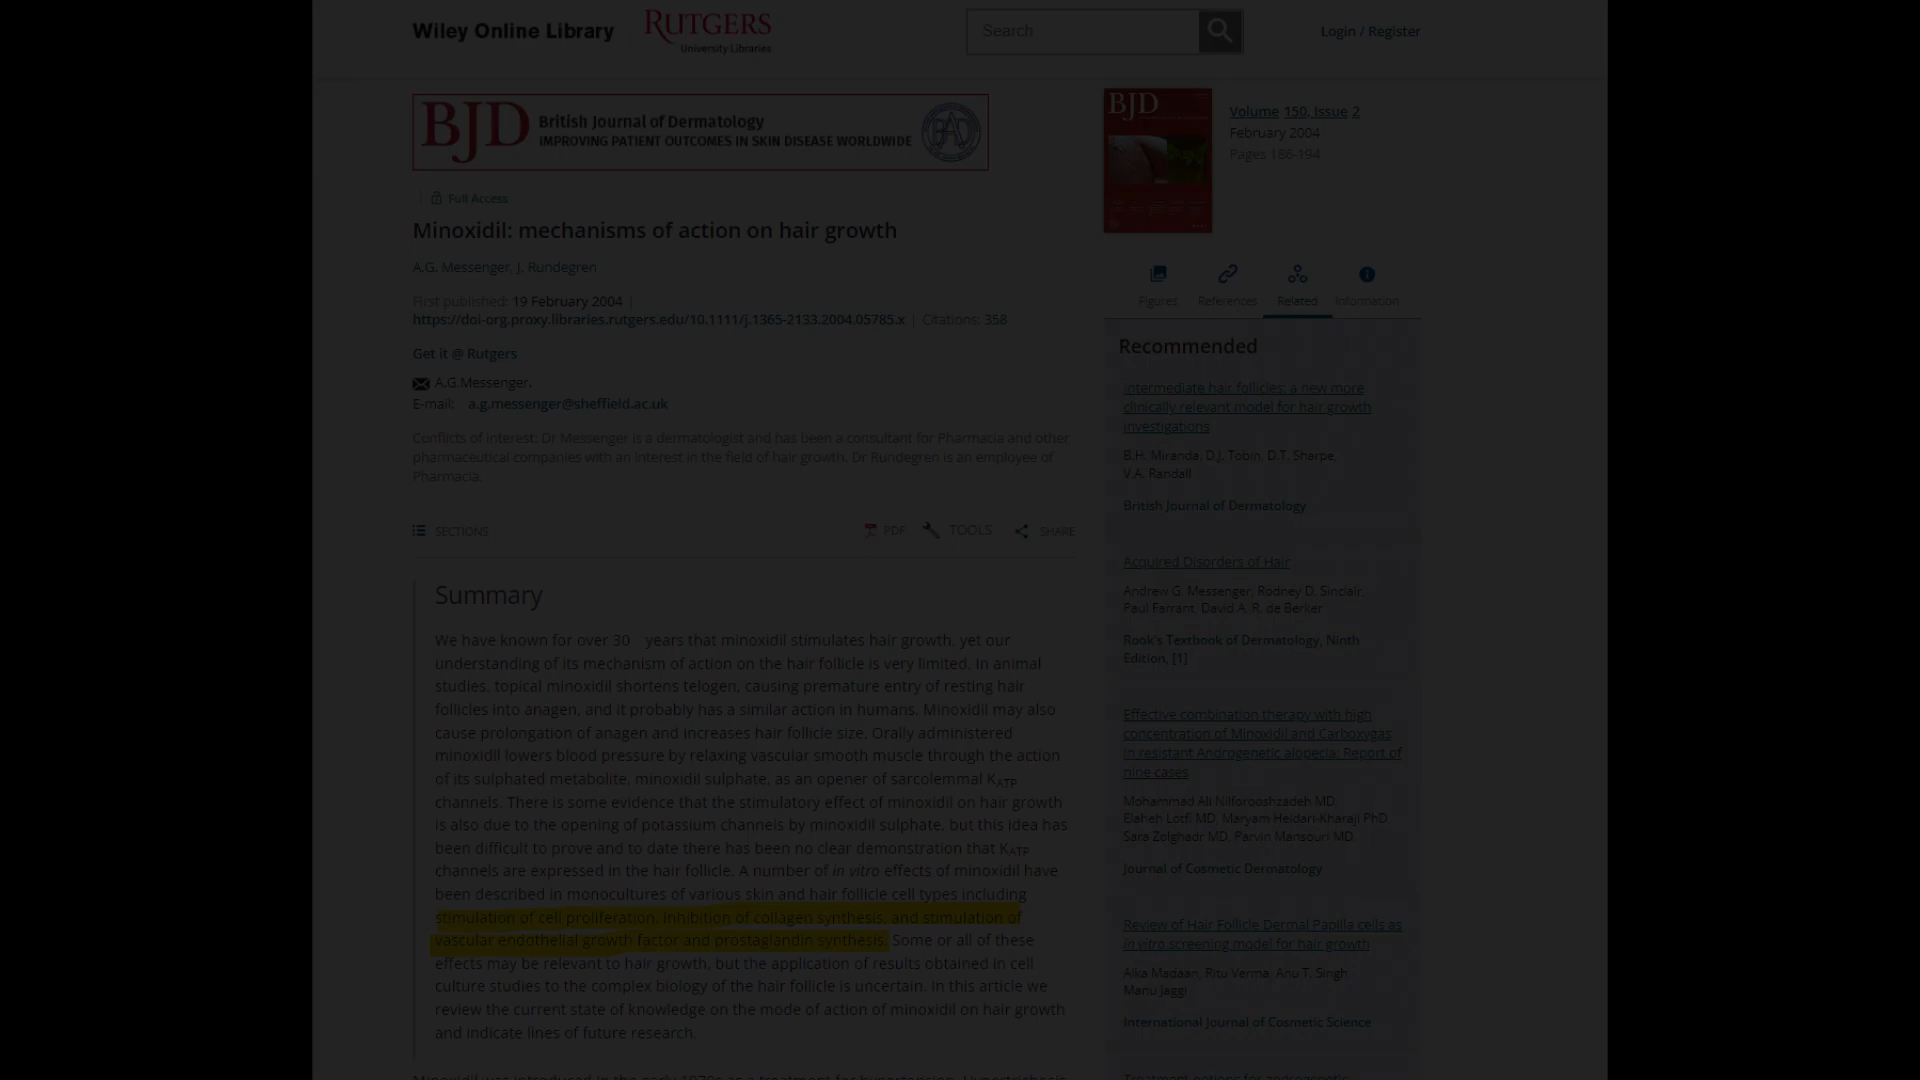 Wiley Online Library
RUTGERS
University Libraries
Search
Login / Register
BJD
British Journal of Dermatology
IMPROVING PATIENT OUTCOMES IN SKIN DISEASE WORLDWIDE
BAD
Full Access
Minoxidil: mechanisms of action on hair growth
A.G. Messenger, J. Rundegren
First published: 19 February 2004 |
https://doi-org.proxy.libraries.rutgers.edu/10.1111/j.1365-2133.2004.05785.x | Citations: 358
Get it @ Rutgers
A.G.Messenger.
E-mail: a.g.messenger@sheffield.ac.uk
Conflicts of interest: Dr Messenger is a dermatologist and has been a consultant for Pharmacia and other
pharmaceutical companies with an interest in the field of hair growth. Dr Rundegren is an employee of
Pharmacia.
SECTIONS
PDF
TOOLS
SHARE
Summary
We have known for over 30 years that minoxidil stimulates hair growth, yet our
understanding of its mechanism of action on the hair follicle is very limited. In animal
studies, topical minoxidil shortens telogen, causing premature entry of resting hair
follicles into anagen, and it probably has a similar action in humans. Minoxidil may also
cause prolongation of anagen and increases hair follicle size. Orally administered
minoxidil lowers blood pressure by relaxing vascular smooth muscle through the action
of its sulphated metabolite, minoxidil sulphate, as an opener of sarcolemmal KATP
channels. There is some evidence that the stimulatory effect of minoxidil on hair growth
is also due to the opening of potassium channels by minoxidil sulphate, but this idea has
been difficult to prove and to date there has been no clear demonstration that KATP
channels are expressed in the hair follicle. A number of in vitro effects of minoxidil have
been described in monocultures of various skin and hair follicle cell types including
stimulation of cell proliferation, inhibition of collagen synthesis, and stimulation of
vascular endothelial growth factor and prostaglandin synthesis. Some or all of these
effects may be relevant to hair growth, but the application of results obtained in cell
culture studies to the complex biology of the hair follicle is uncertain. In this article we
review the current state of knowledge on the mode of action of minoxidil on hair growth
and indicate lines of future research.
BJD
Volume 150, Issue 2
February 2004
Pages 186-194
Figures
References
Related
Information
Recommended
Intermediate hair follicles: a new more
clinically relevant model for hair growth
investigations
B.H. Miranda, D.J. Tobin, D.T. Sharpe,
V.A. Randall
British Journal of Dermatology
Acquired Disorders of Hair
Andrew G. Messenger, Rodney D. Sinclair,
Paul Farrant, David A. R. de Berker
Rook's Textbook of Dermatology, Ninth
Edition, [1]
Effective combination therapy with high
concentration of Minoxidil and Carboxygas
in resistant Androgenetic alopecia: Report of
nine cases
Mohammad Ali Nilforooshzadeh MD
Elaheh Lotfi MD, Maryam Heidari-Kharaji PhD
Sara Zolghadr MD, Parvin Mansouri MD
Journal of Cosmetic Dermatology
Review of Hair Follicle Dermal Papilla cells as
in vitro screening model for hair growth
Alka Madaan, Ritu Verma, Anu T. Singh
Manu Jaggi
International Journal of Cosmetic Science